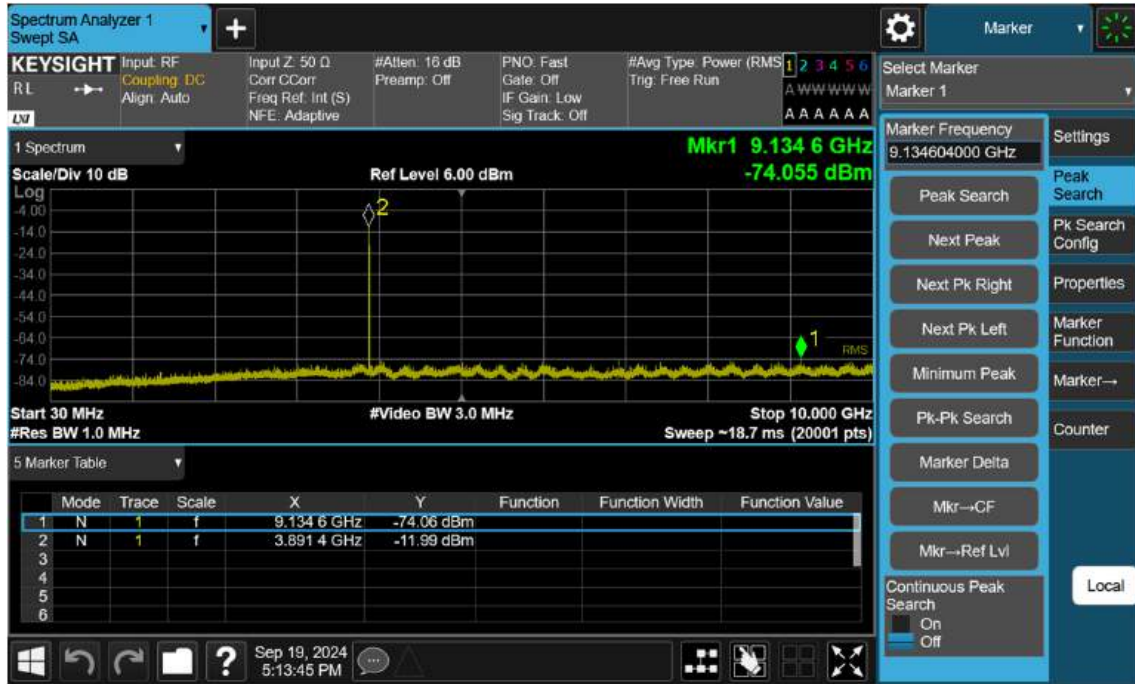 Spectrum Analyzer 1
Swept SA
Marker
KEYSIGHT
RL
LXI
Input: RF
Coupling: DC
Align: Auto
Input Z: 50 Ω
Corr CCorr
Freq Ref: Int (S)
NFE: Adaptive
#Atten: 16 dB
Preamp: Off
PNO: Fast
Gate: Off
IF Gain: Low
Sig Track: Off
#Avg Type: Power (RMS
Trig: Free Run
1 2 3 4 5 6
A W W W W W
A A A A A A
Select Marker
Marker 1
1 Spectrum
Mkr1 9.134 6 GHz
Scale/Div 10 dB
Ref Level 6.00 dBm
-74.055 dBm
Log
-4.00
-14.0
-24.0
-34.0
-44.0
-54.0
-64.0
-74.0
-84.0
2
1
RMS
Start 30 MHz
#Video BW 3.0 MHz
Stop 10.000 GHz
#Res BW 1.0 MHz
Sweep ~18.7 ms (20001 pts)
5 Marker Table
Mode Trace Scale X Y Function Function Width Function Value
1 N 1 f 9.134 6 GHz -74.06 dBm
2 N 1 f 3.891 4 GHz -11.99 dBm
3
4
5
6
Marker Frequency
9.134604000 GHz
Peak Search
Next Peak
Next Pk Right
Next Pk Left
Minimum Peak
Pk-Pk Search
Marker Delta
Mkr→CF
Mkr→Ref Lvl
Continuous Peak
Search
On
Off
Settings
Peak
Search
Pk Search
Config
Properties
Marker
Function
Marker→
Counter
Local
?
Sep 19, 2024
5:13:45 PM